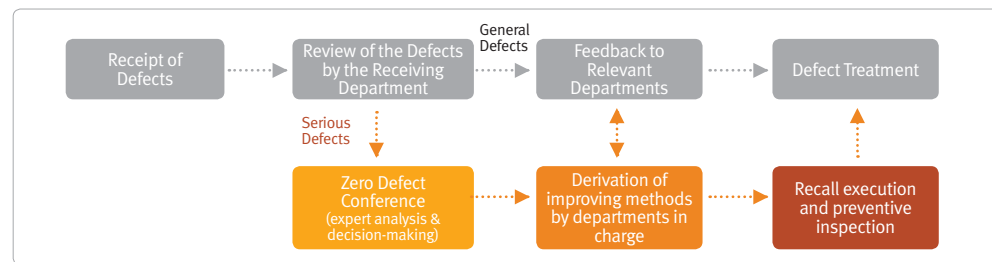 Receipt of
Defects
Review of the Defects
by the Receiving
Department
General
Defects
Feedback to
Relevant
Departments
Defect Treatment
Serious
Defects
Zero Defect
Conference
(expert analysis &
decision-making)
Derivation of
improving methods
by departments in
charge
Recall execution
and preventive
inspection